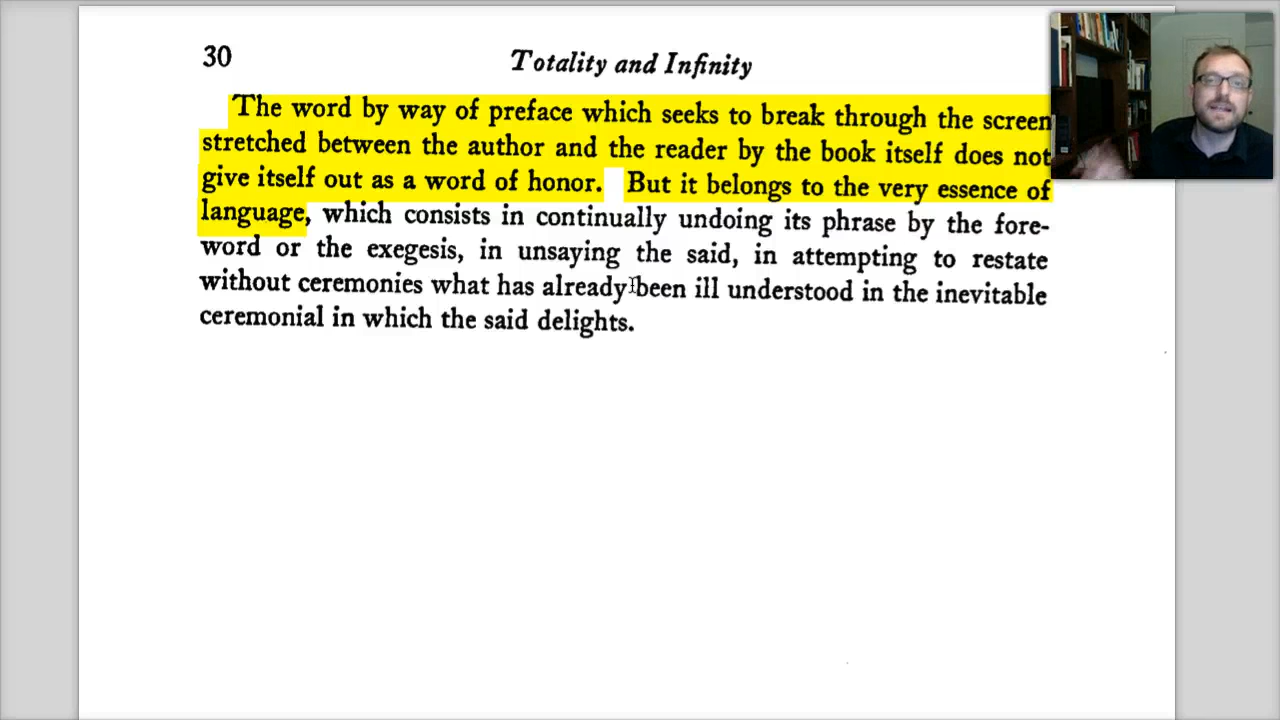 30
Totality and Infinity
The word by way of preface which seeks to break through the screen
stretched between the author and the reader by the book itself does not
give itself out as a word of honor. But it belongs to the very essence of
language, which consists in continually undoing its phrase by the fore-
word or the exegesis, in unsaying the said, in attempting to restate
without ceremonies what has already been ill understood in the inevitable
ceremonial in which the said delights.